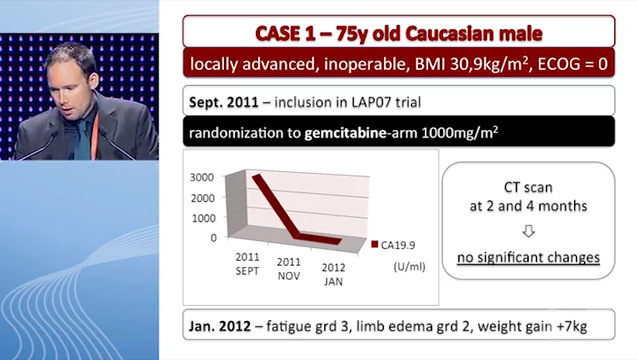 CASE 1 – 75y old Caucasian male
locally advanced, inoperable, BMI 30,9kg/m², ECOG = 0
Sept. 2011 – inclusion in LAP07 trial
randomization to gemcitabine-arm 1000mg/m²
3000
2000
1000
0
2011 SEPT
2011 NOV
2012 JAN
CA19.9
(U/ml)
CT scan
at 2 and 4 months
no significant changes
Jan. 2012 – fatigue grd 3, limb edema grd 2, weight gain +7kg